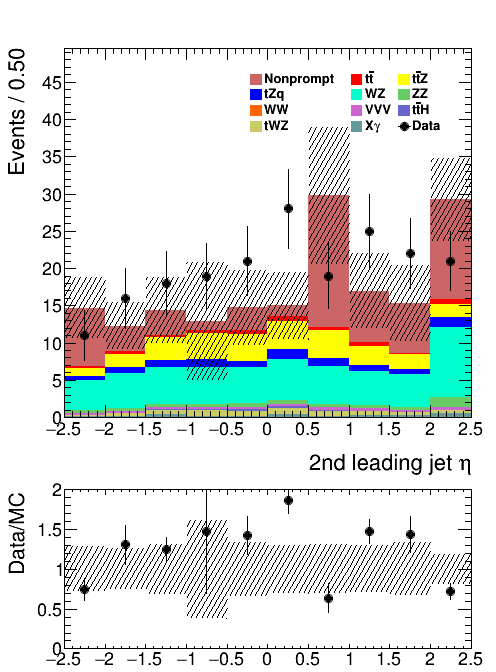 Events / 0.50
45
40
35
30
25
20
15
10
5
0
Nonprompt tt̄ tt̄Z
tZq WZ ZZ
WW VVV tt̄H
tWZ Xγ Data
−2.5 −2 −1.5 −1 −0.5 0 0.5 1 1.5 2 2.5
2nd leading jet η
Data/MC
2
1.5
1
0.5
0
−2.5 −2 −1.5 −1 −0.5 0 0.5 1 1.5 2 2.5